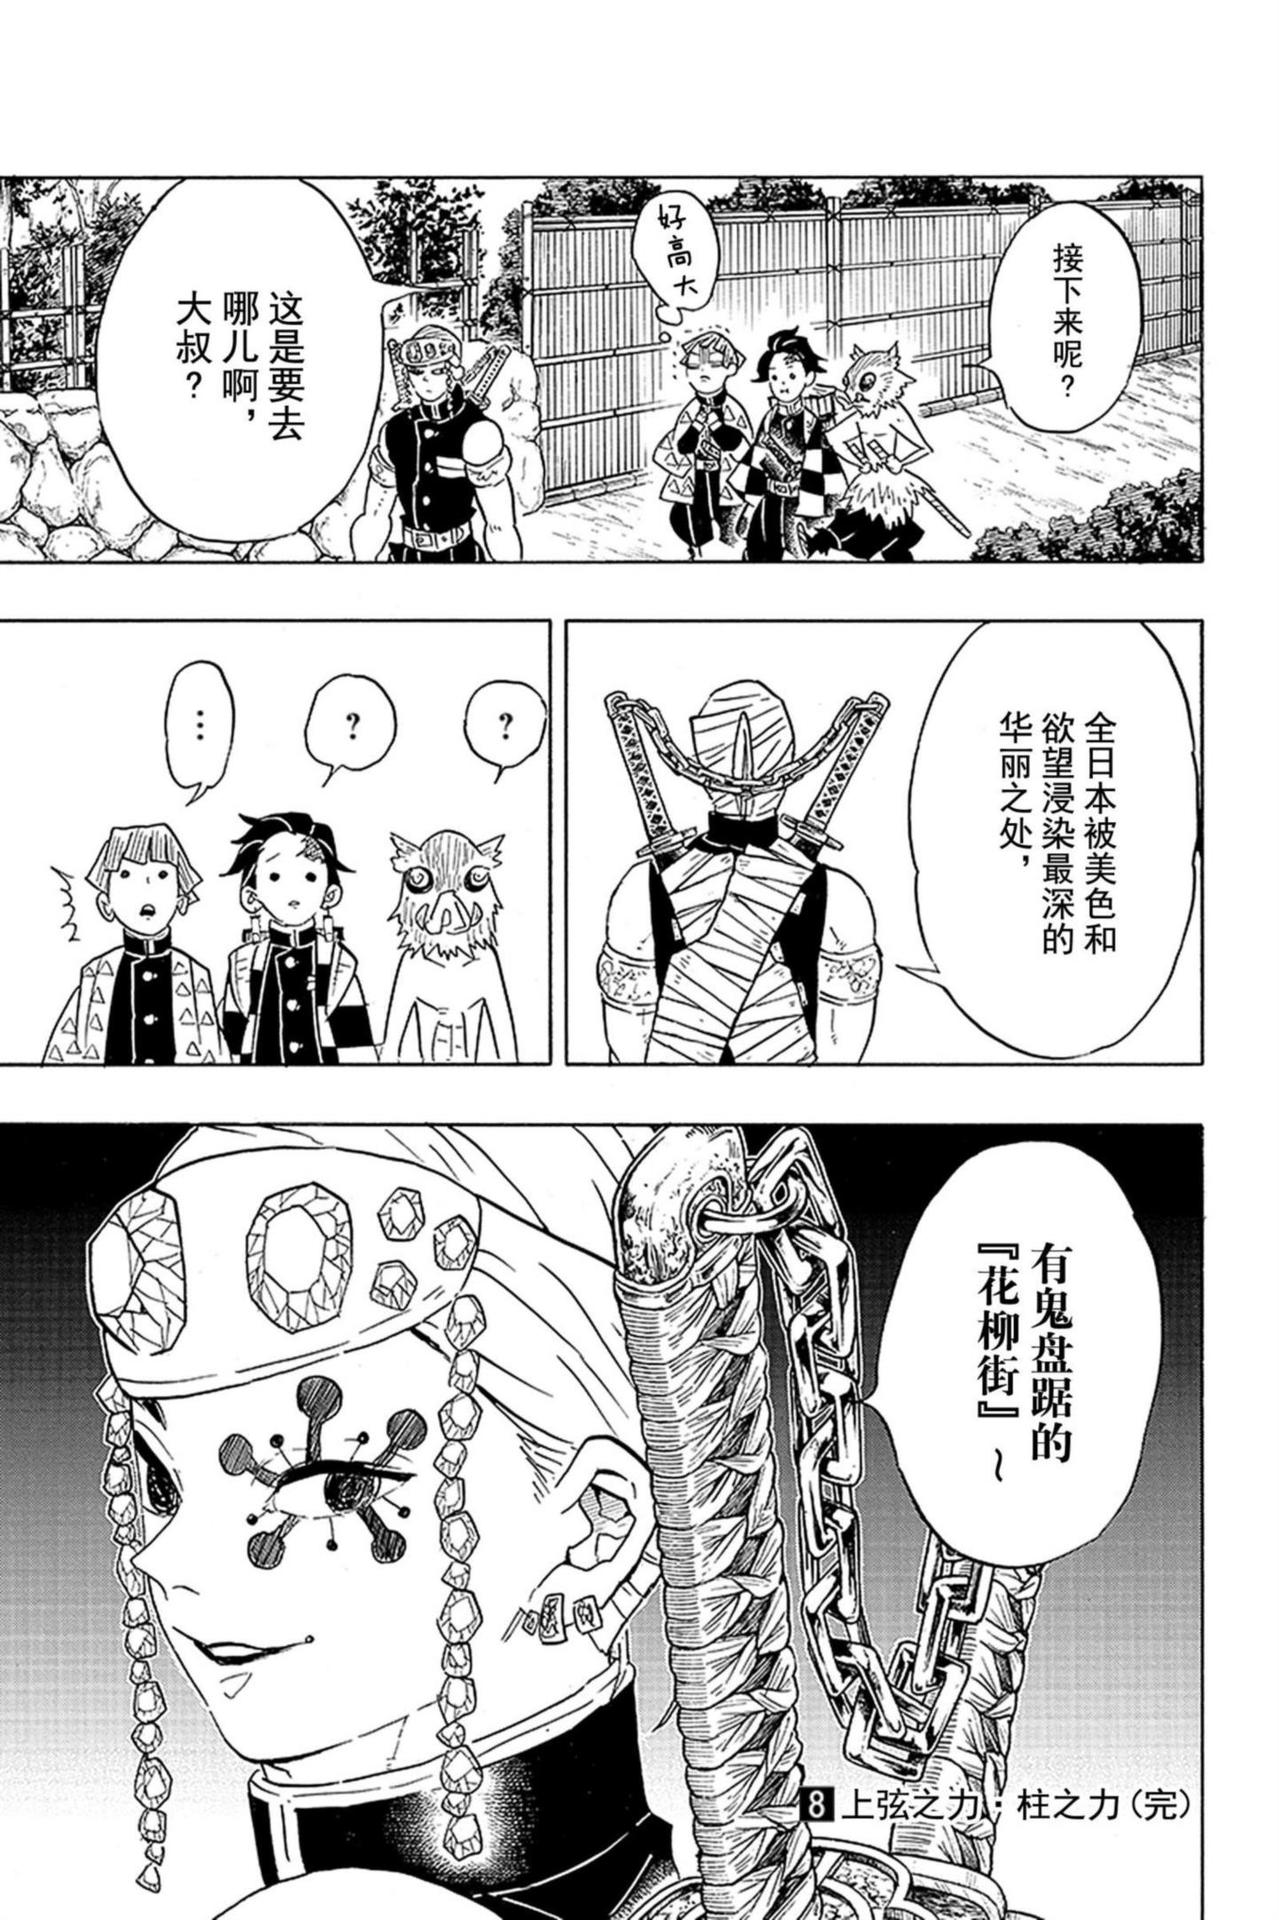 接下来呢？
好高大
这是要去
哪儿啊，
大叔？
全日本被美色和
欲望浸染最深的
华丽之处，
？
？
…
有鬼盘踞的
『花柳街』～
8 上弦之力；柱之力（完）